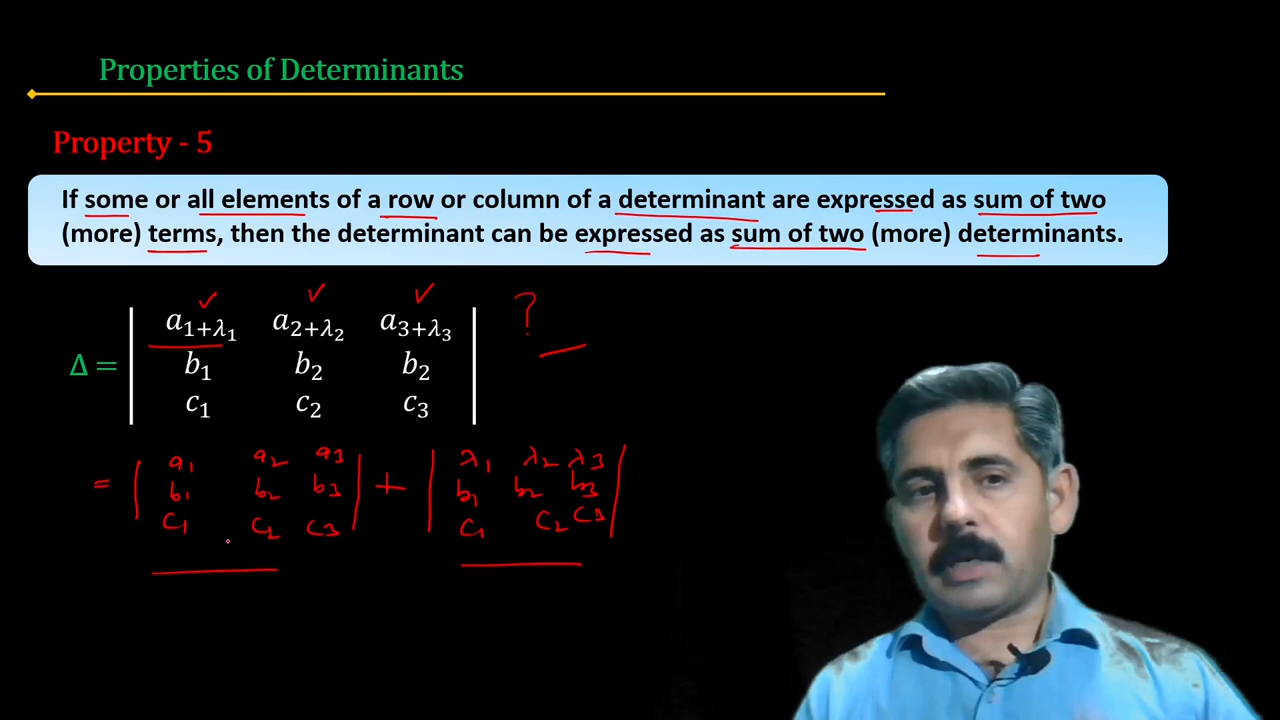 Properties of Determinants
Property - 5
If some or all elements of a row or column of a determinant are expressed as sum of two
(more) terms, then the determinant can be expressed as sum of two (more) determinants.
a₁₊λ₁ a₂₊λ₂ a₃₊λ₃ ?
Δ = b₁ b₂ b₂
c₁ c₂ c₃
a₁ a₂ a₃ λ₁ λ₂ λ₃
= b₁ b₂ b₃ + b₁ b₂ b₃
c₁ c₂ c₃ c₁ c₂ c₃